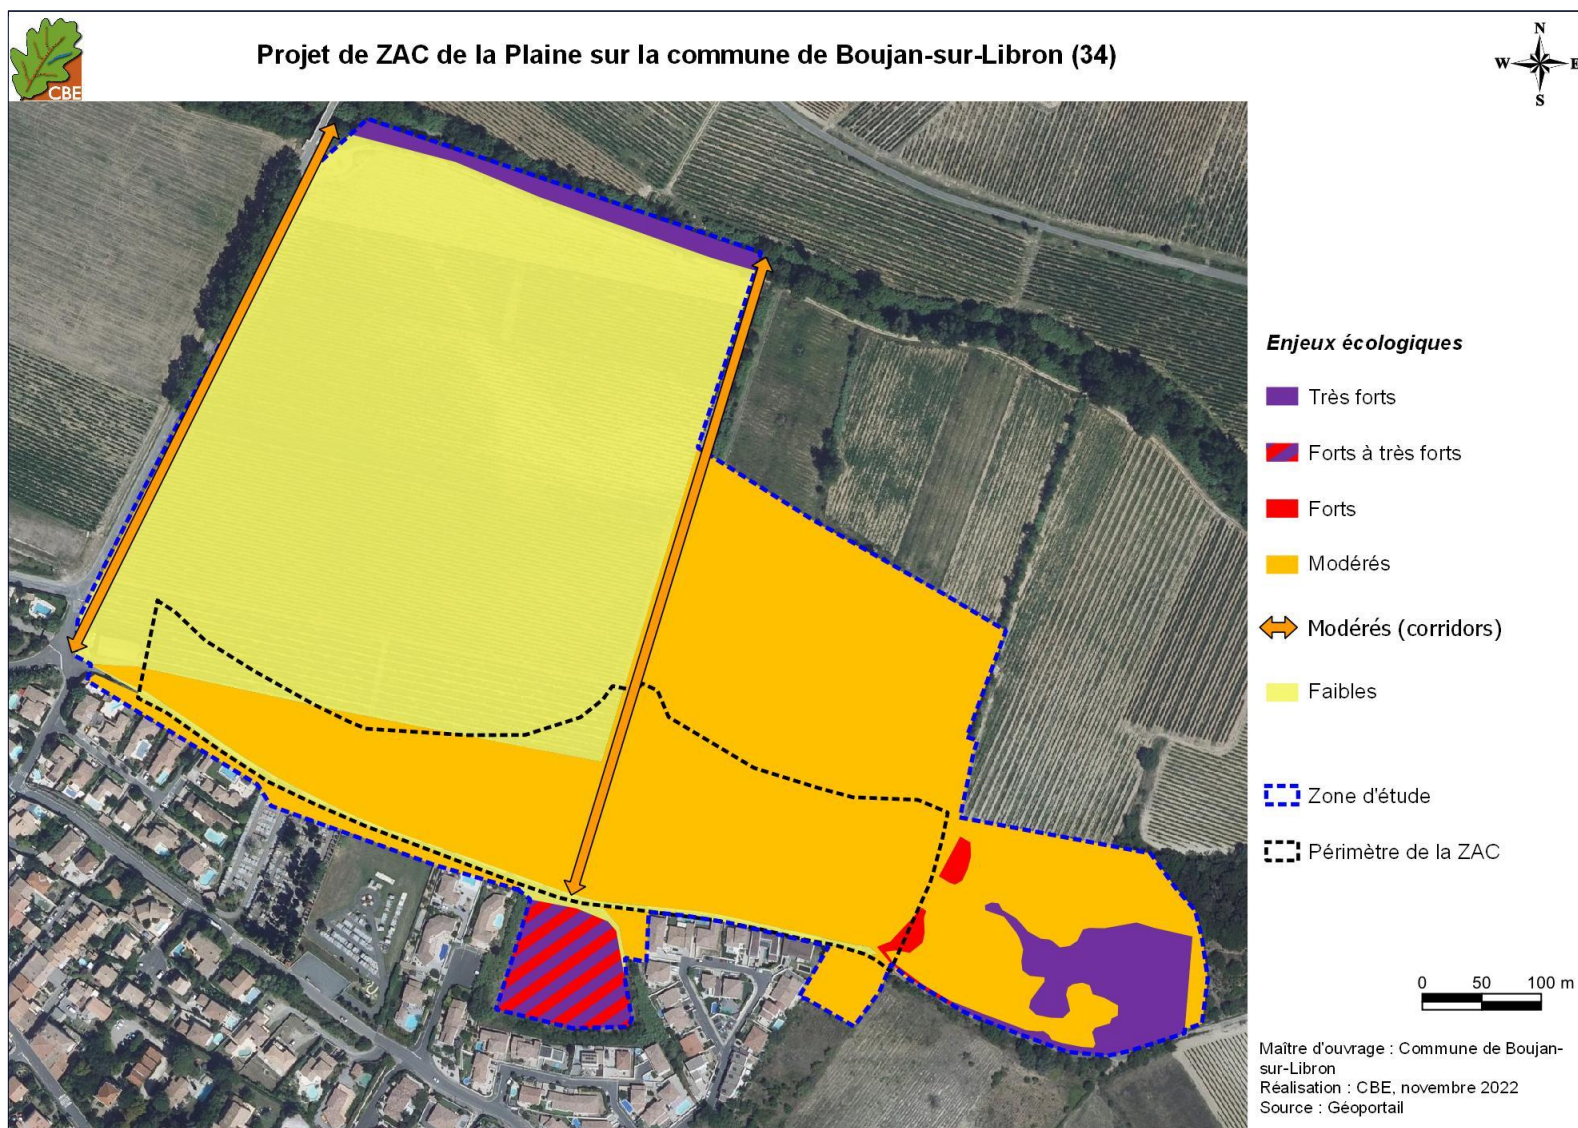 Projet de ZAC de la Plaine sur la commune de Boujan-sur-Libron (34)
CBE
N
W E
S
Enjeux écologiques
Très forts
Forts à très forts
Forts
Modérés
Modérés (corridors)
Faibles
Zone d'étude
Périmètre de la ZAC
0 50 100 m
Maître d'ouvrage : Commune de Boujan-
sur-Libron
Réalisation : CBE, novembre 2022
Source : Géoportail